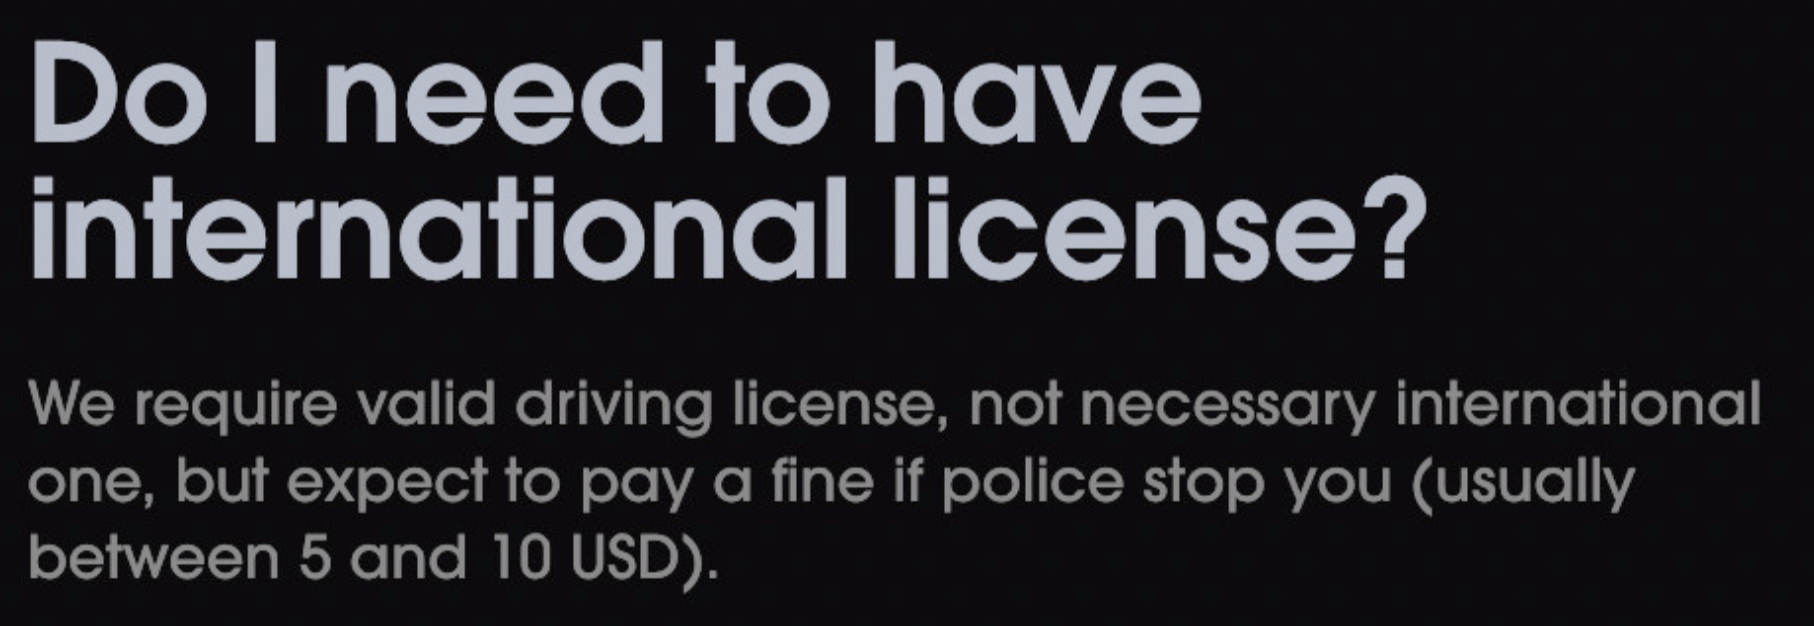 Do I need to have
international license?
We require valid driving license, not necessary international
one, but expect to pay a fine if police stop you (usually
between 5 and 10 USD).